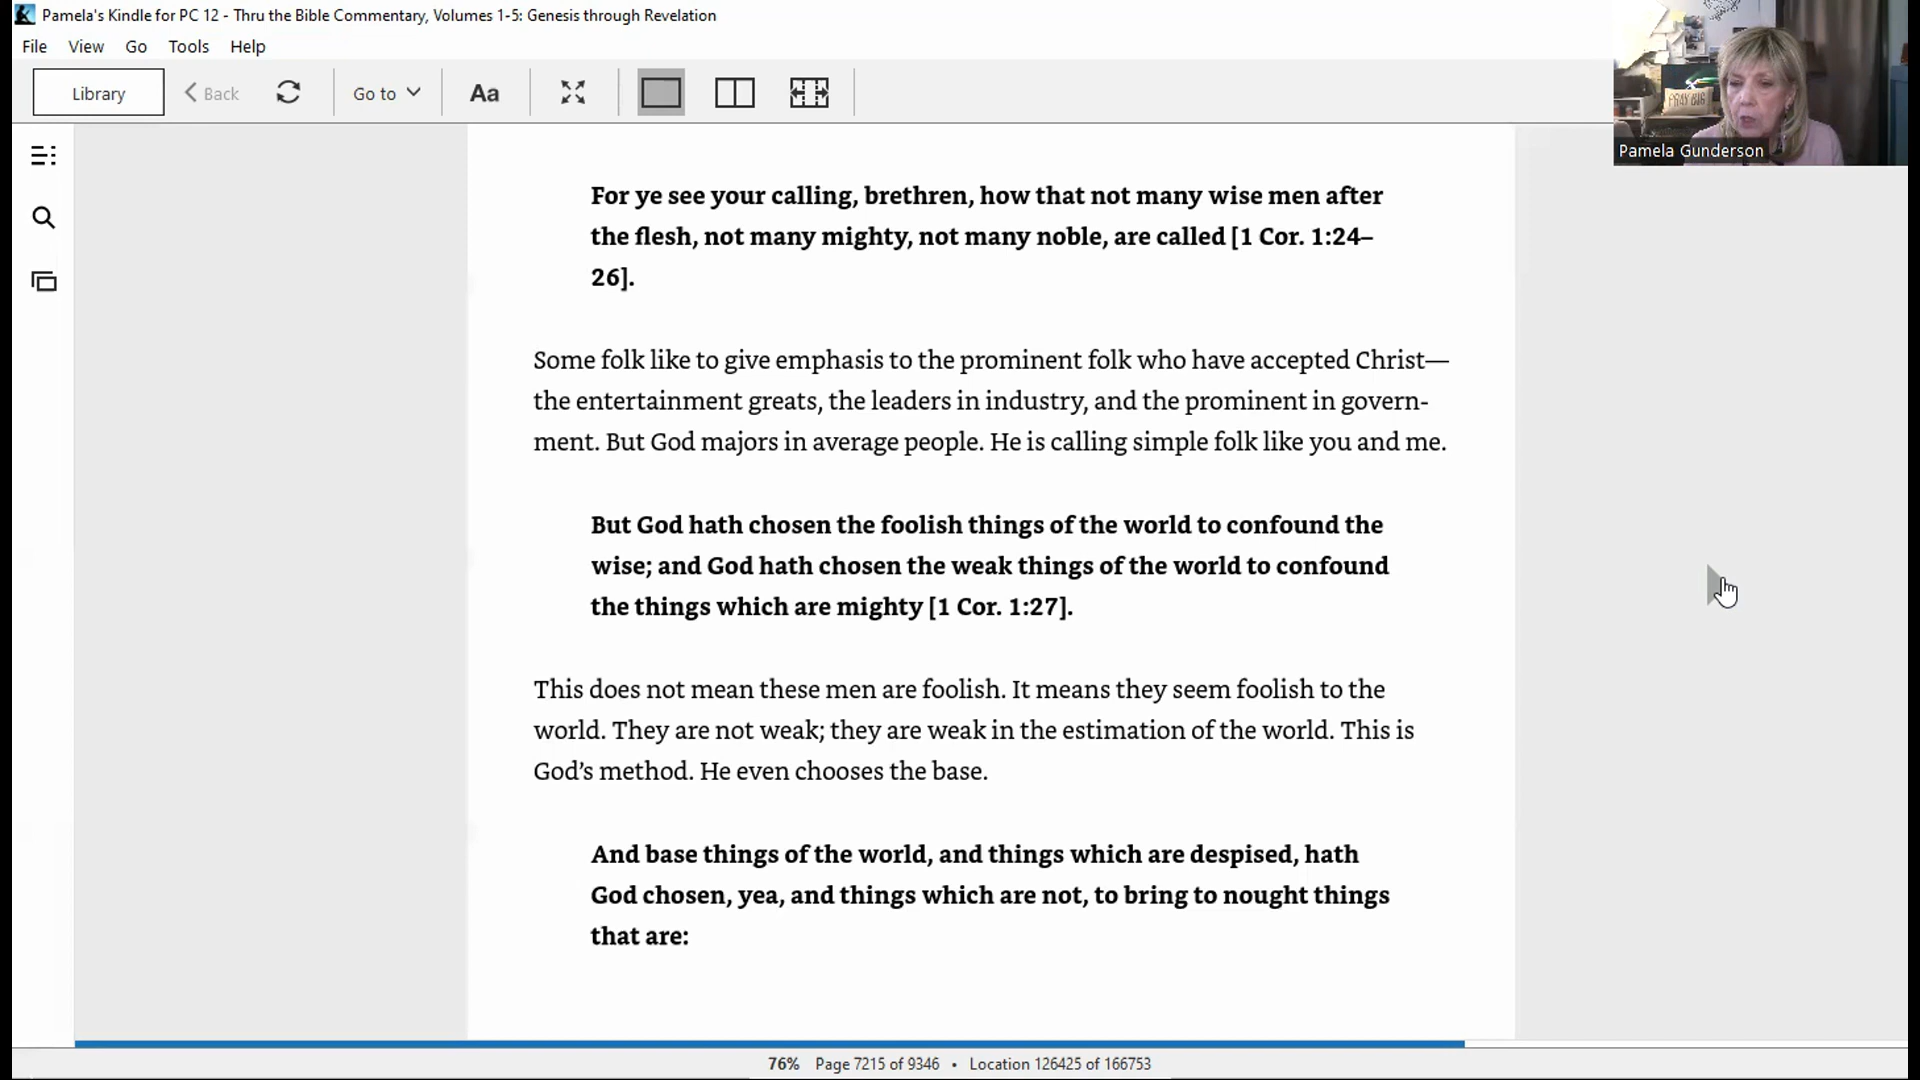 Pamela's Kindle for PC 12 - Thru the Bible Commentary, Volumes 1-5: Genesis through Revelation
File View Go Tools Help
Library Back Go to Aa
PRAY BIG
Pamela Gunderson
For ye see your calling, brethren, how that not many wise men after
the flesh, not many mighty, not many noble, are called [1 Cor. 1:24–
26].
Some folk like to give emphasis to the prominent folk who have accepted Christ—
the entertainment greats, the leaders in industry, and the prominent in govern-
ment. But God majors in average people. He is calling simple folk like you and me.
But God hath chosen the foolish things of the world to confound the
wise; and God hath chosen the weak things of the world to confound
the things which are mighty [1 Cor. 1:27].
This does not mean these men are foolish. It means they seem foolish to the
world. They are not weak; they are weak in the estimation of the world. This is
God’s method. He even chooses the base.
And base things of the world, and things which are despised, hath
God chosen, yea, and things which are not, to bring to nought things
that are:
76% Page 7215 of 9346 • Location 126425 of 166753